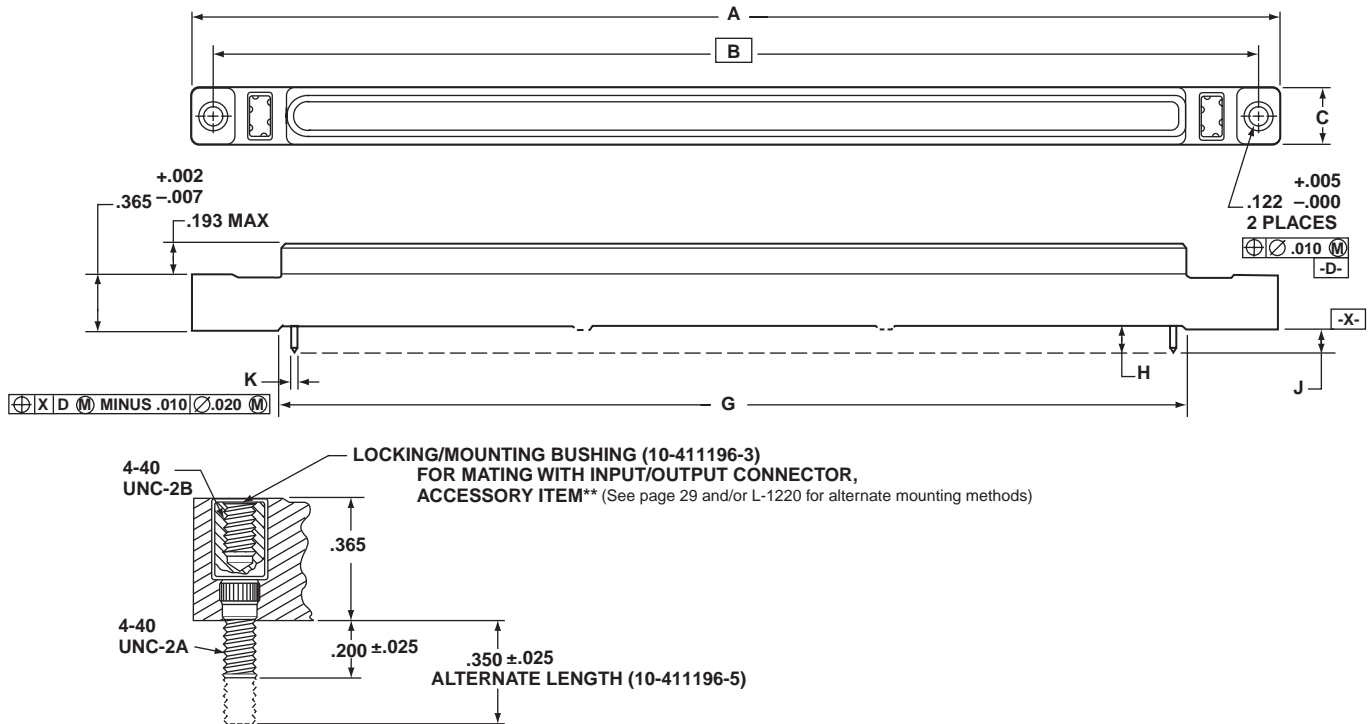 A
B
C
+.002
.365 –.007
.193 MAX
+.005
.122 –.000
2 PLACES
⌖ ∅ .010 Ⓜ
-D-
-X-
K
H
J
⌖ X D Ⓜ MINUS .010 ∅.020 Ⓜ
G
LOCKING/MOUNTING BUSHING (10-411196-3)
FOR MATING WITH INPUT/OUTPUT CONNECTOR,
ACCESSORY ITEM** (See page 29 and/or L-1220 for alternate mounting methods)
4-40
UNC-2B
.365
4-40
UNC-2A
.200 ±.025
.350 ±.025
ALTERNATE LENGTH (10-411196-5)